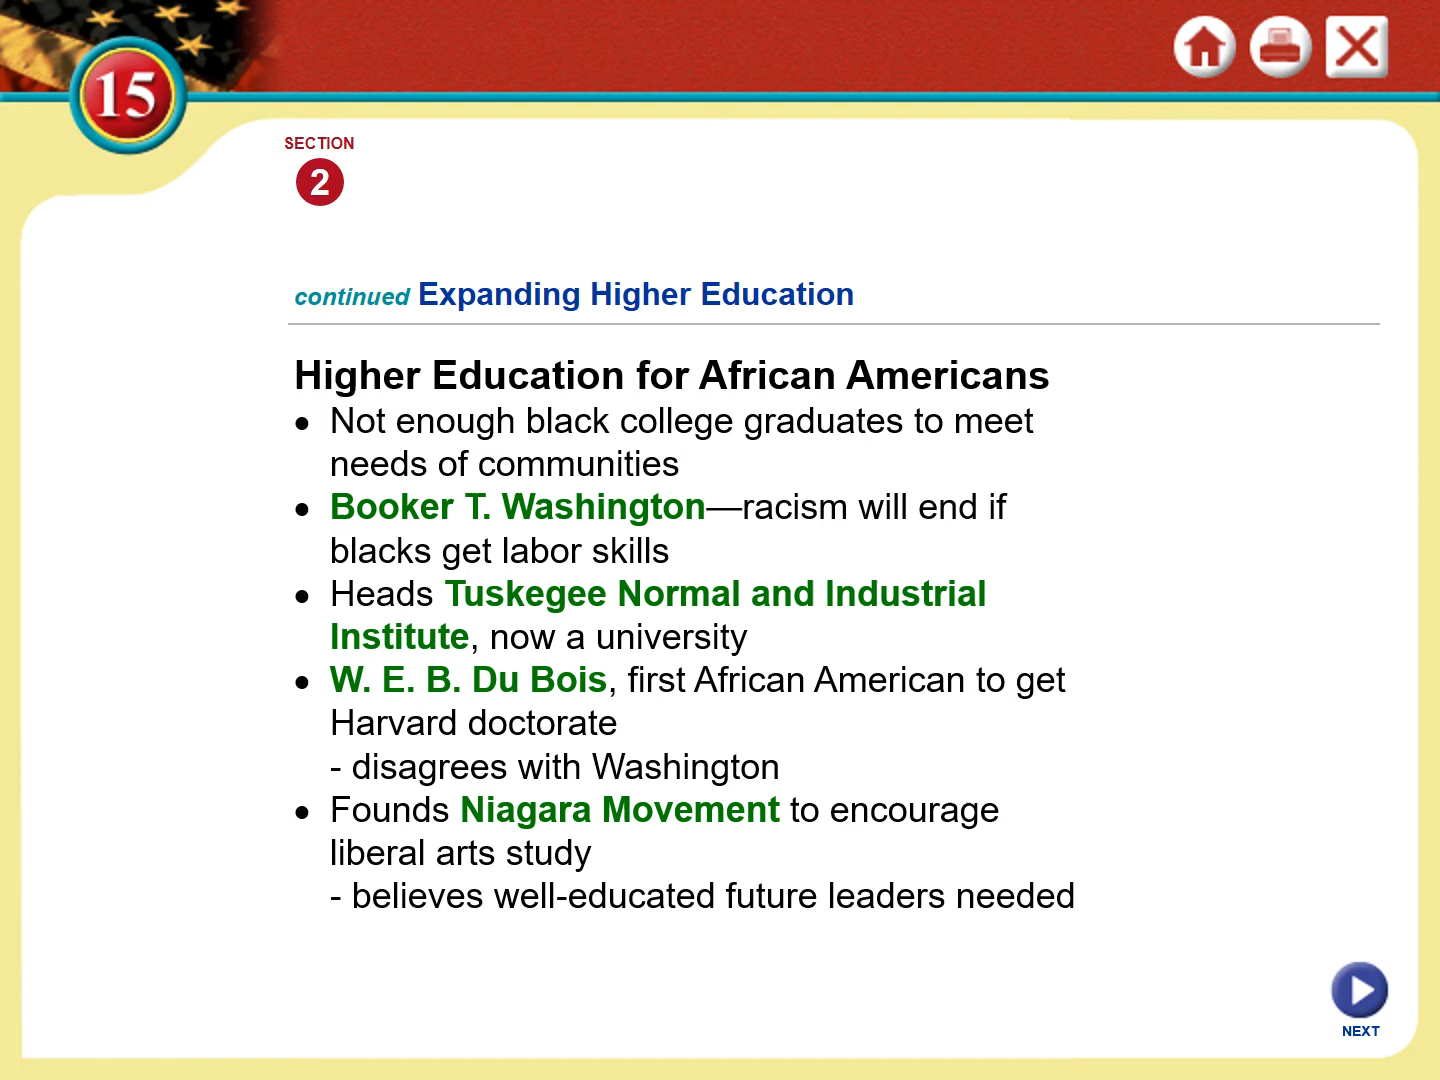 15
SECTION
2
continued Expanding Higher Education
Higher Education for African Americans
• Not enough black college graduates to meet
needs of communities
• Booker T. Washington—racism will end if
blacks get labor skills
• Heads Tuskegee Normal and Industrial
Institute, now a university
• W. E. B. Du Bois, first African American to get
Harvard doctorate
- disagrees with Washington
• Founds Niagara Movement to encourage
liberal arts study
- believes well-educated future leaders needed
NEXT